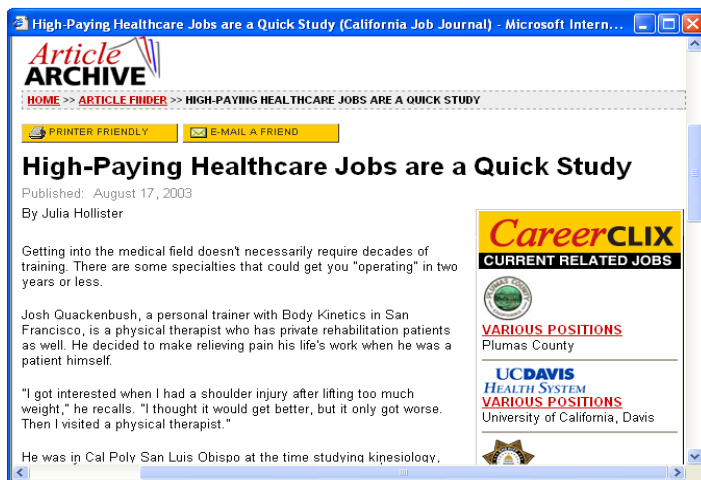 High-Paying Healthcare Jobs are a Quick Study (California Job Journal) - Microsoft Intern...
Article
ARCHIVE
HOME >> ARTICLE FINDER >> HIGH-PAYING HEALTHCARE JOBS ARE A QUICK STUDY
PRINTER FRIENDLY
E-MAIL A FRIEND
High-Paying Healthcare Jobs are a Quick Study
Published: August 17, 2003
By Julia Hollister
Getting into the medical field doesn't necessarily require decades of
training. There are some specialties that could get you "operating" in two
years or less.
Josh Quackenbush, a personal trainer with Body Kinetics in San
Francisco, is a physical therapist who has private rehabilitation patients
as well. He decided to make relieving pain his life's work when he was a
patient himself.
"I got interested when I had a shoulder injury after lifting too much
weight," he recalls. "I thought it would get better, but it only got worse.
Then I visited a physical therapist."
He was in Cal Poly San Luis Obispo at the time studying kinesiology,
CareerCLIX
CURRENT RELATED JOBS
PLUMAS COUNTY
VARIOUS POSITIONS
Plumas County
UCDAVIS
HEALTH SYSTEM
VARIOUS POSITIONS
University of California, Davis